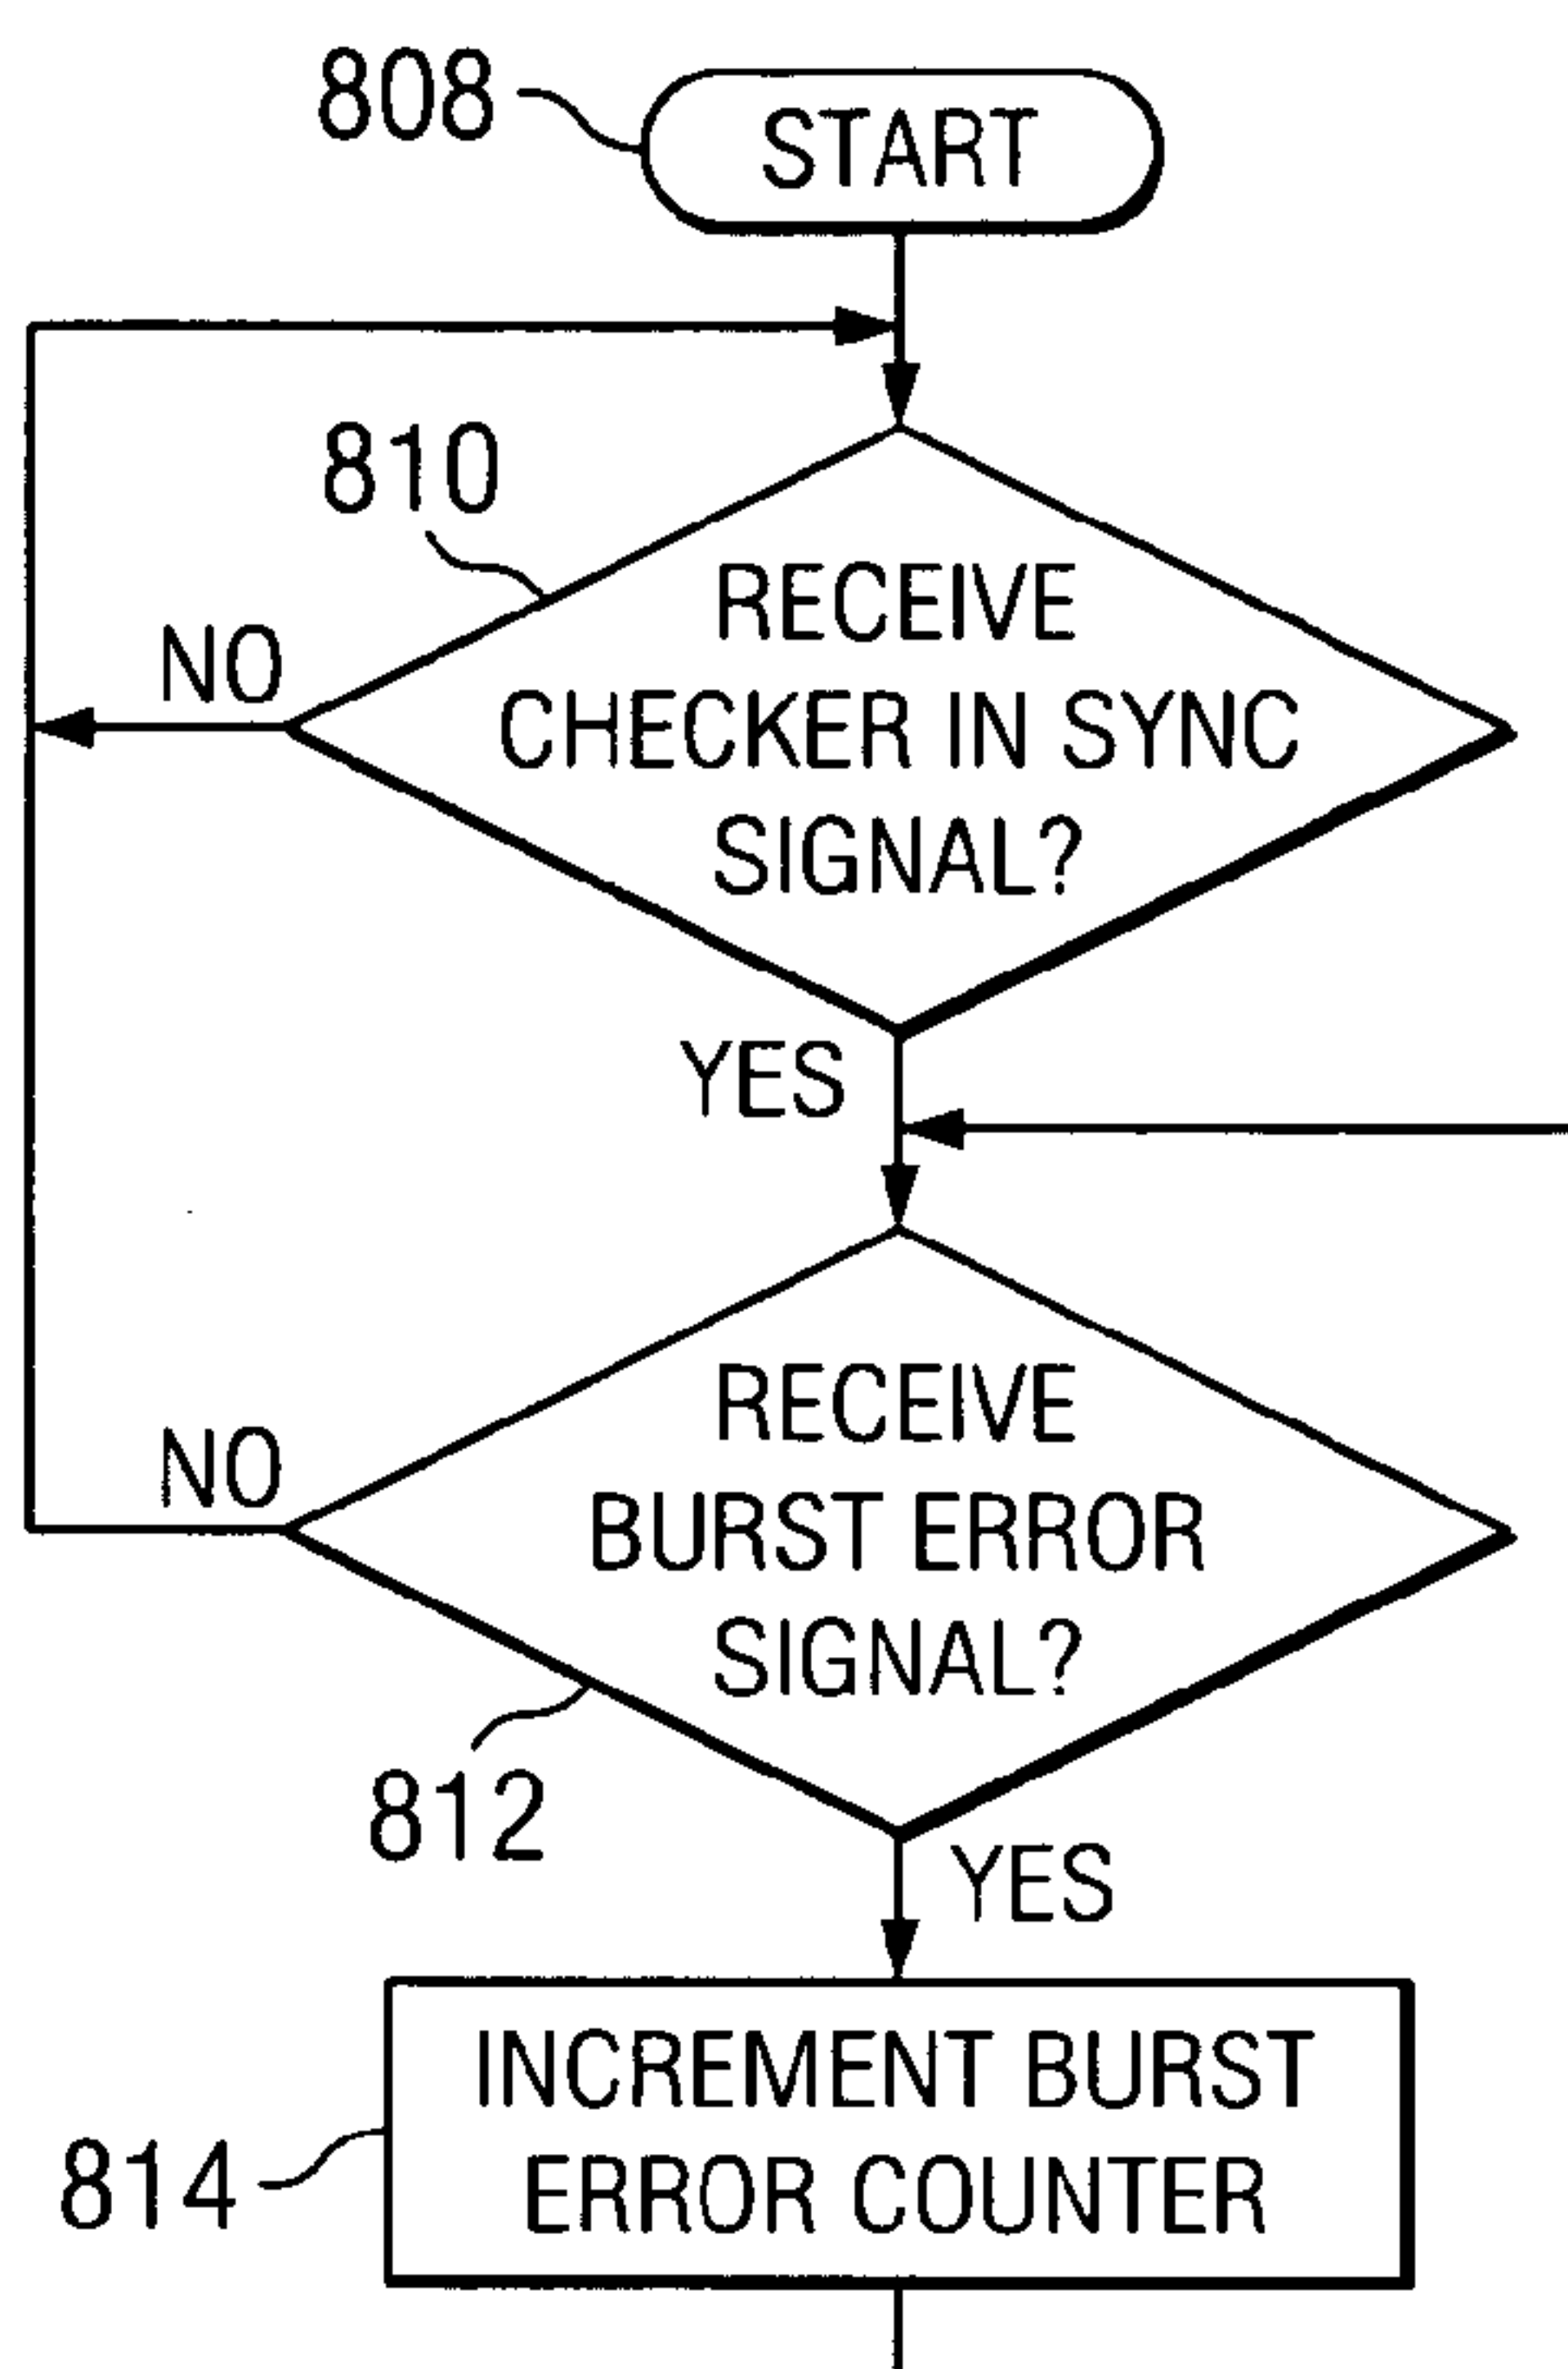 808
START
810
RECEIVE
CHECKER IN SYNC
SIGNAL?
NO
YES
RECEIVE
BURST ERROR
SIGNAL?
NO
812
YES
INCREMENT BURST
ERROR COUNTER
814